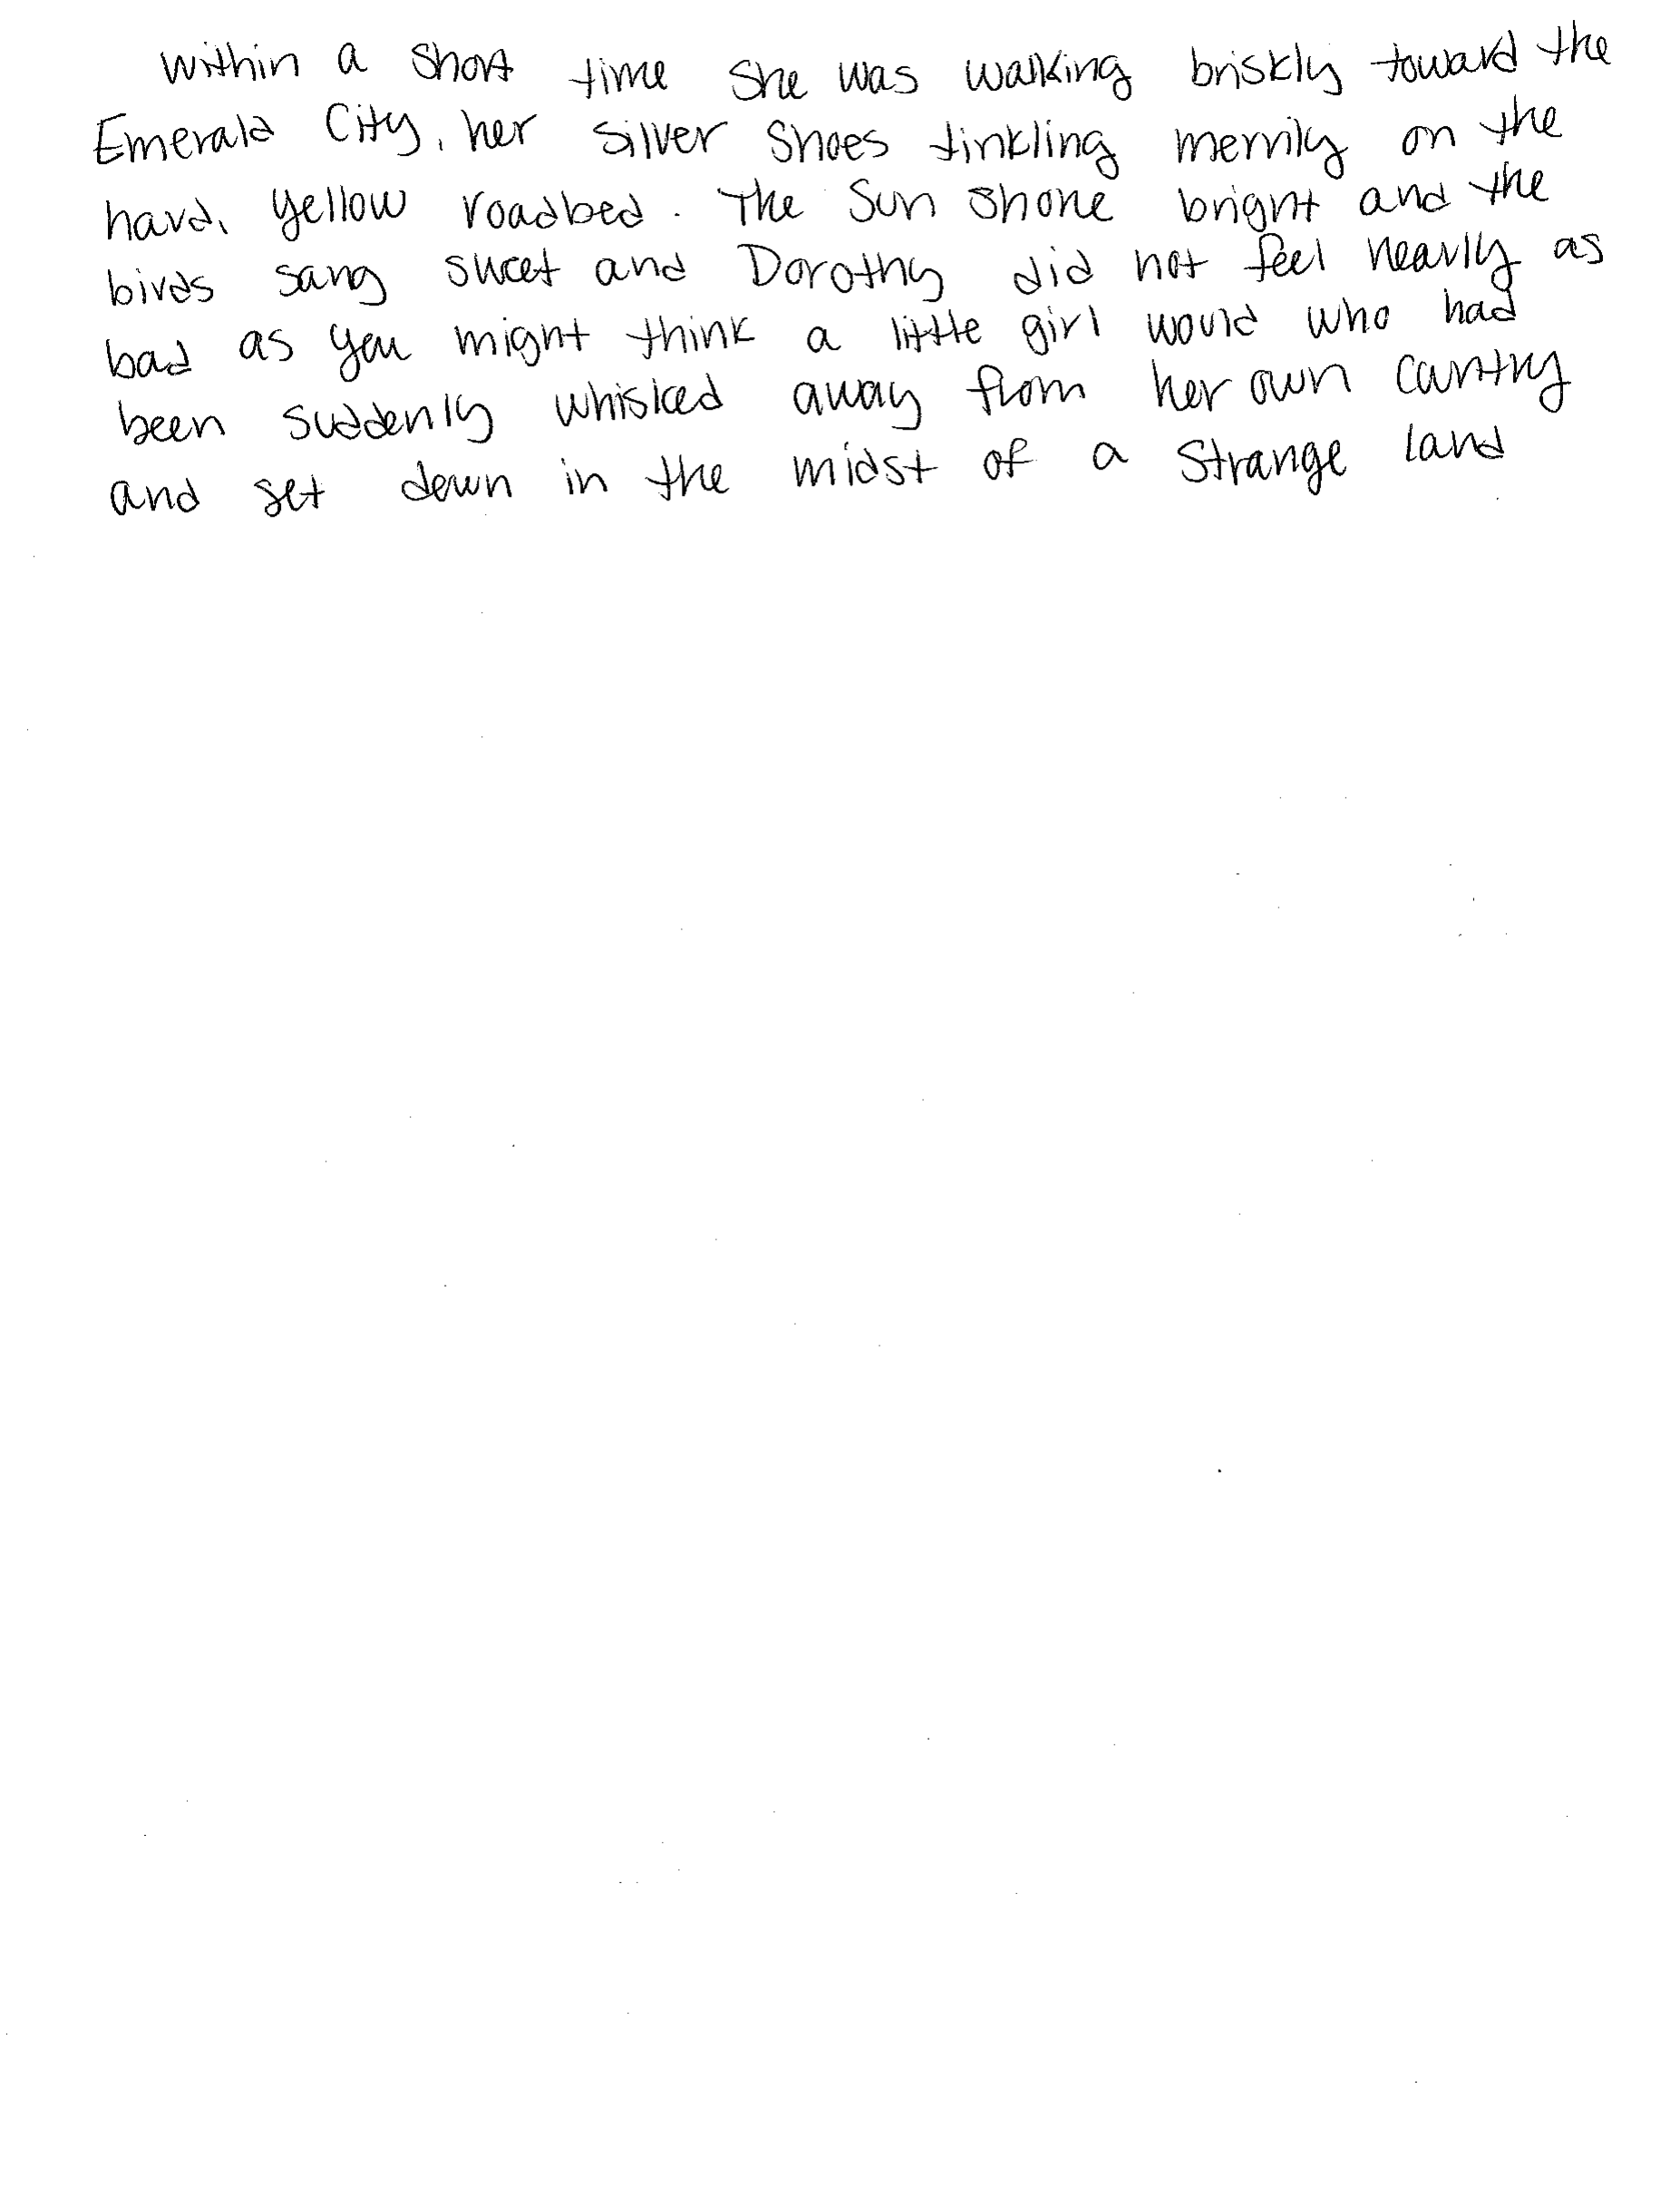 Within a short time she was walking briskly toward the
Emerald City, her Silver Shoes tinkling merrily on the
hard, yellow roadbed. The sun shone bright and the
birds sang sweet and Dorothy did not feel nearly as
bad as you might think a little girl would who had
been suddenly whisked away from her own country
and set down in the midst of a strange land